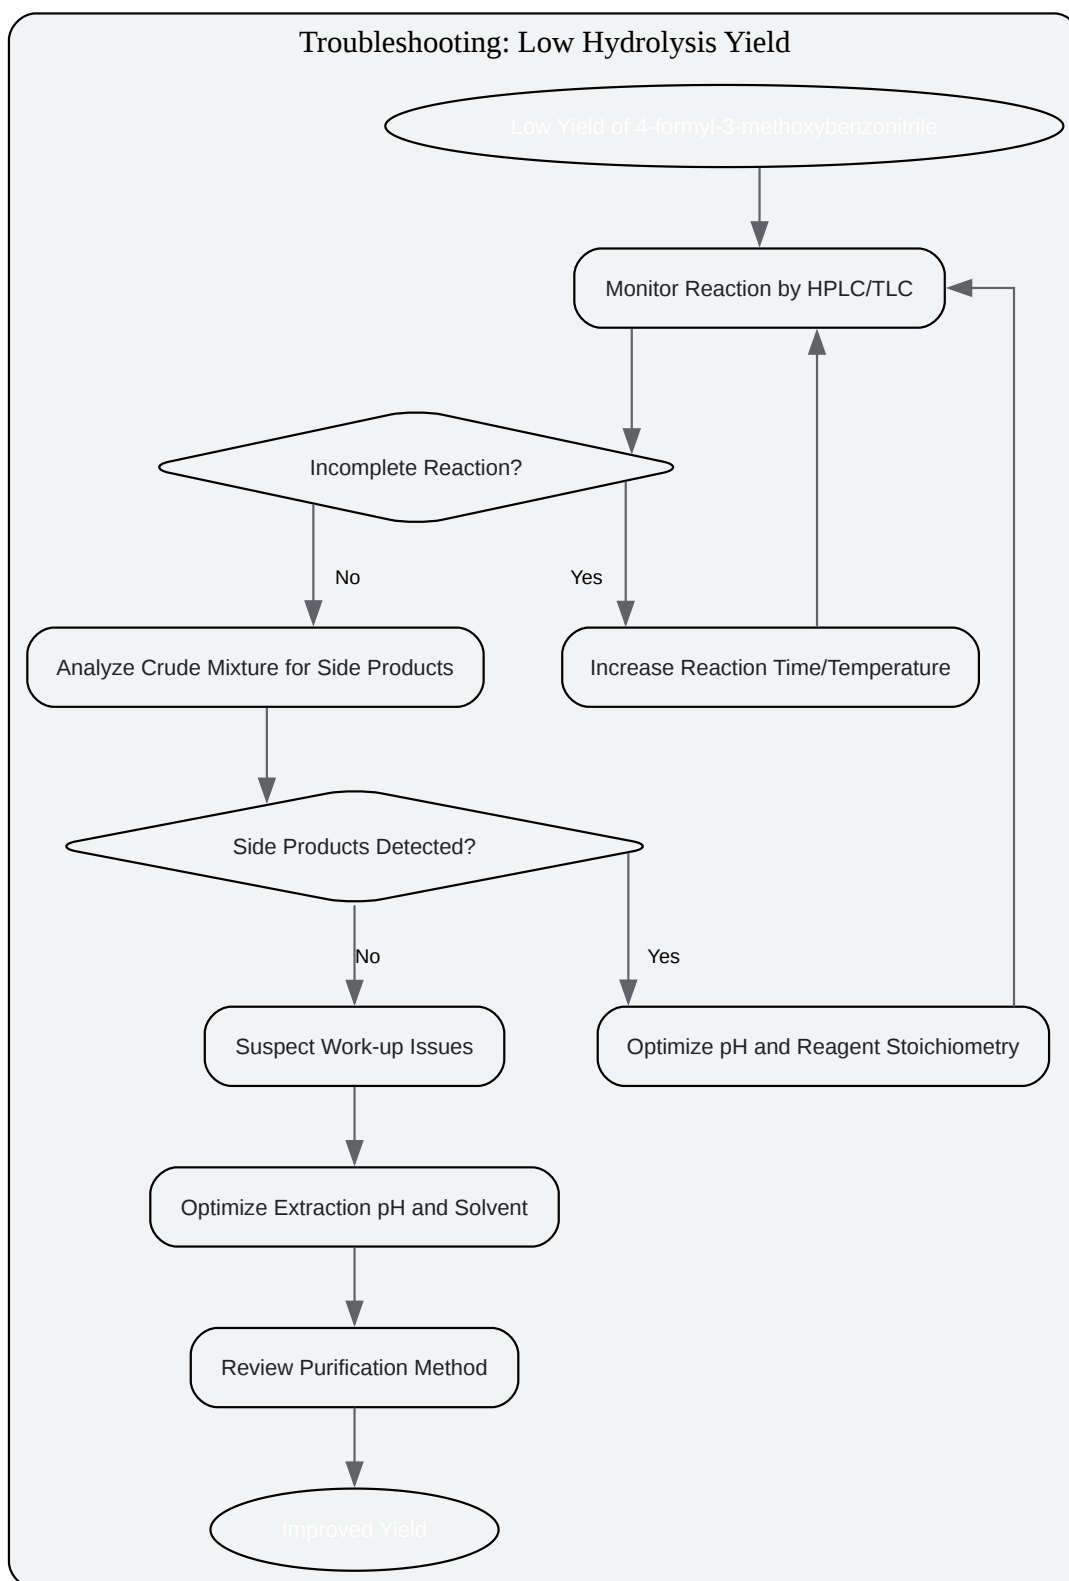 Troubleshooting: Low Hydrolysis Yield
Low Yield of 4-formyl-3-methoxybenzonitrile
Monitor Reaction by HPLC/TLC
Incomplete Reaction?
No
Yes
Analyze Crude Mixture for Side Products
Increase Reaction Time/Temperature
Side Products Detected?
No
Yes
Suspect Work-up Issues
Optimize pH and Reagent Stoichiometry
Optimize Extraction pH and Solvent
Review Purification Method
Improved Yield